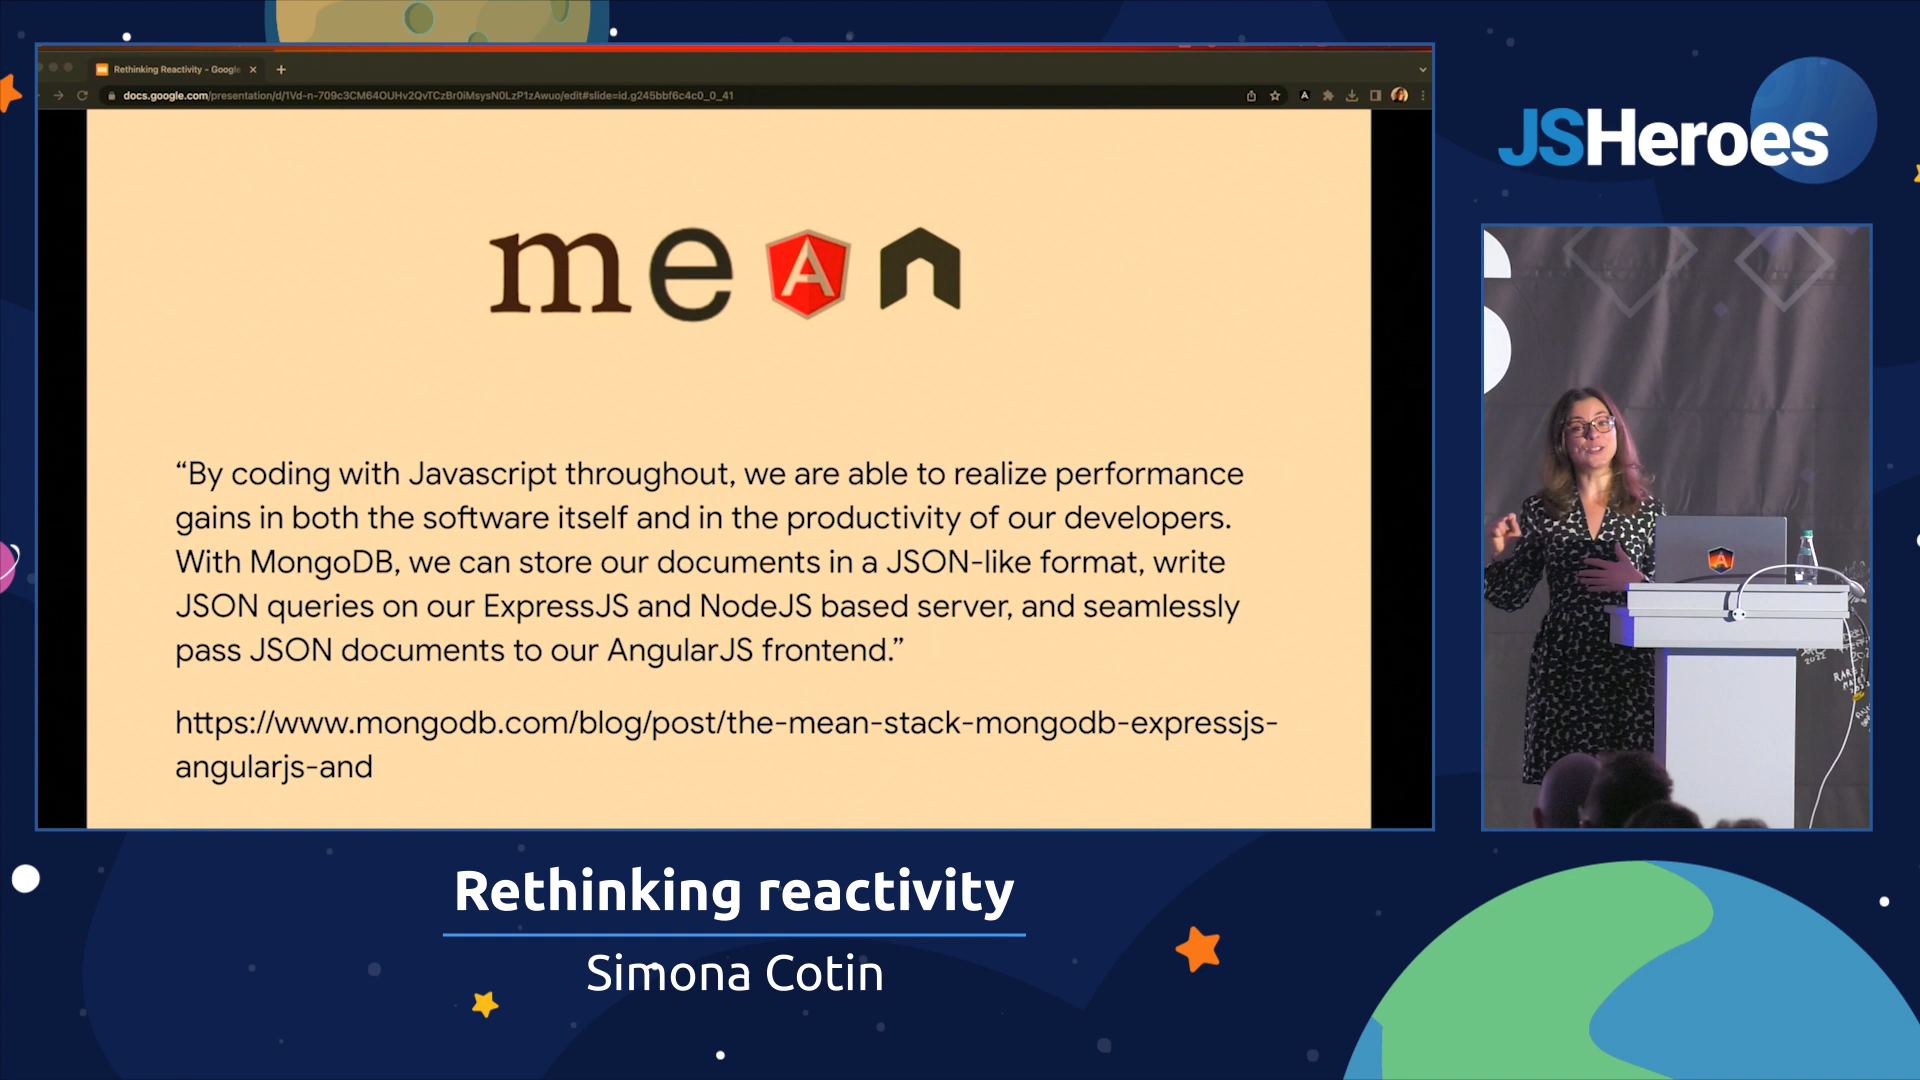 Rethinking Reactivity - Google
docs.google.com/presentation/d/1Vd-n-709c3CM64OUHv2QvTCzBr0iMsysN0LzP1zAwuo/edit#slide=id.g245bbf6c4c0_0_41
mean
“By coding with Javascript throughout, we are able to realize performance
gains in both the software itself and in the productivity of our developers.
With MongoDB, we can store our documents in a JSON-like format, write
JSON queries on our ExpressJS and NodeJS based server, and seamlessly
pass JSON documents to our AngularJS frontend.”
https://www.mongodb.com/blog/post/the-mean-stack-mongodb-expressjs-
angularjs-and
JSHeroes
A
2022
RARE
Rethinking reactivity
Simona Cotin